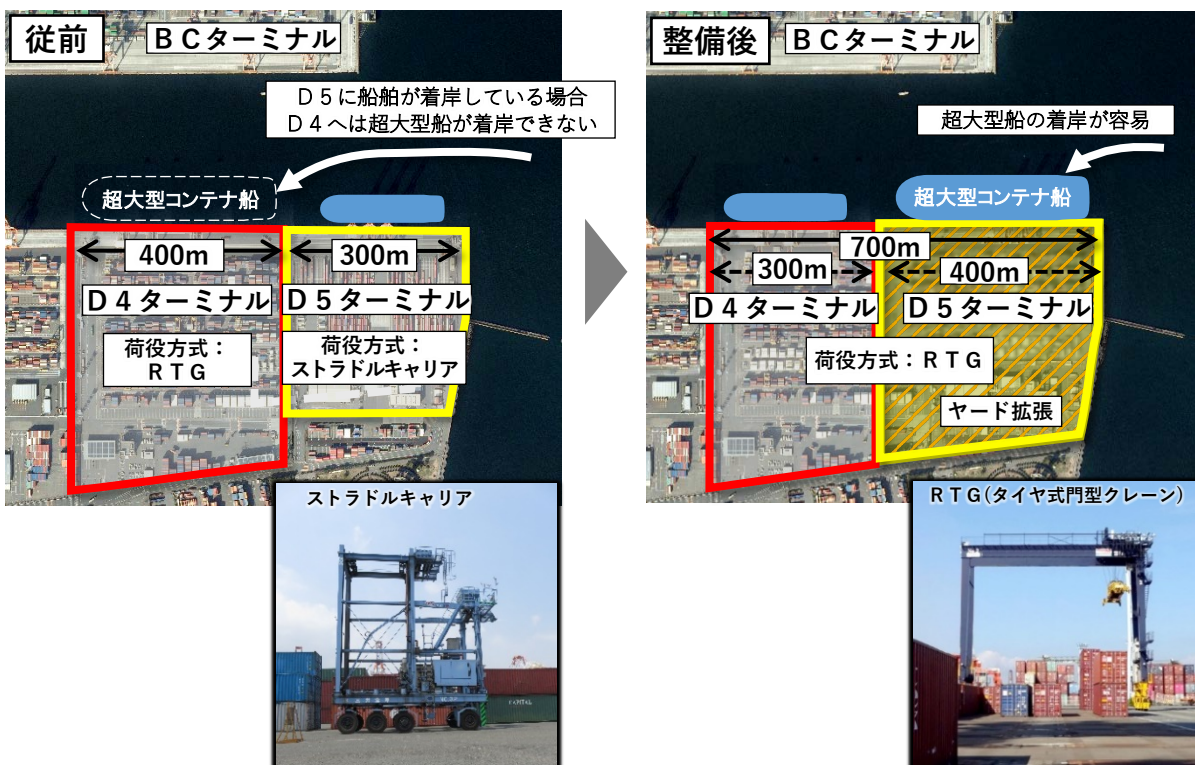 従前
ＢＣターミナル
Ｄ５に船舶が着岸している場合
Ｄ４へは超大型船が着岸できない
超大型コンテナ船
400m
300m
Ｄ４ターミナル
Ｄ５ターミナル
荷役方式：
ＲＴＧ
荷役方式：
ストラドルキャリア
ストラドルキャリア
整備後
ＢＣターミナル
超大型船の着岸が容易
超大型コンテナ船
700m
300m
400m
Ｄ４ターミナル
Ｄ５ターミナル
荷役方式：ＲＴＧ
ヤード拡張
ＲＴＧ(タイヤ式門型クレーン)